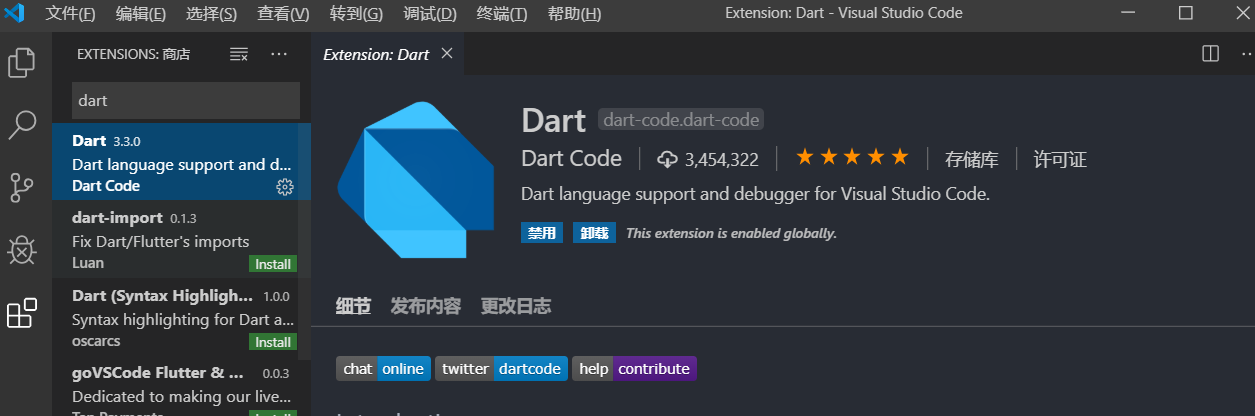 文件(F) 编辑(E) 选择(S) 查看(V) 转到(G) 调试(D) 终端(T) 帮助(H) Extension: Dart - Visual Studio Code
EXTENSIONS: 商店
dart
Dart 3.3.0
Dart language support and d...
Dart Code
dart-import 0.1.3
Fix Dart/Flutter's imports
Luan Install
Dart (Syntax Highligh... 1.0.0
Syntax highlighting for Dart a...
oscarcs Install
goVSCode Flutter & ... 0.0.3
Dedicated to making our live...
Extension: Dart
Dart dart-code.dart-code
Dart Code 3,454,322 存储库 许可证
Dart language support and debugger for Visual Studio Code.
禁用 卸载 This extension is enabled globally.
细节 发布内容 更改日志
chat online twitter dartcode help contribute